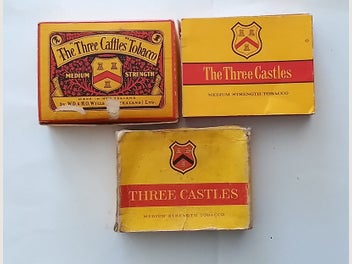 The Three Castles Tobacco
MEDIUM STRENGTH
by W.D. & H.O. Wills
Ltd.
The Three Castles
MEDIUM STRENGTH TOBACCO
THREE CASTLES
MEDIUM STRENGTH TOBACCO